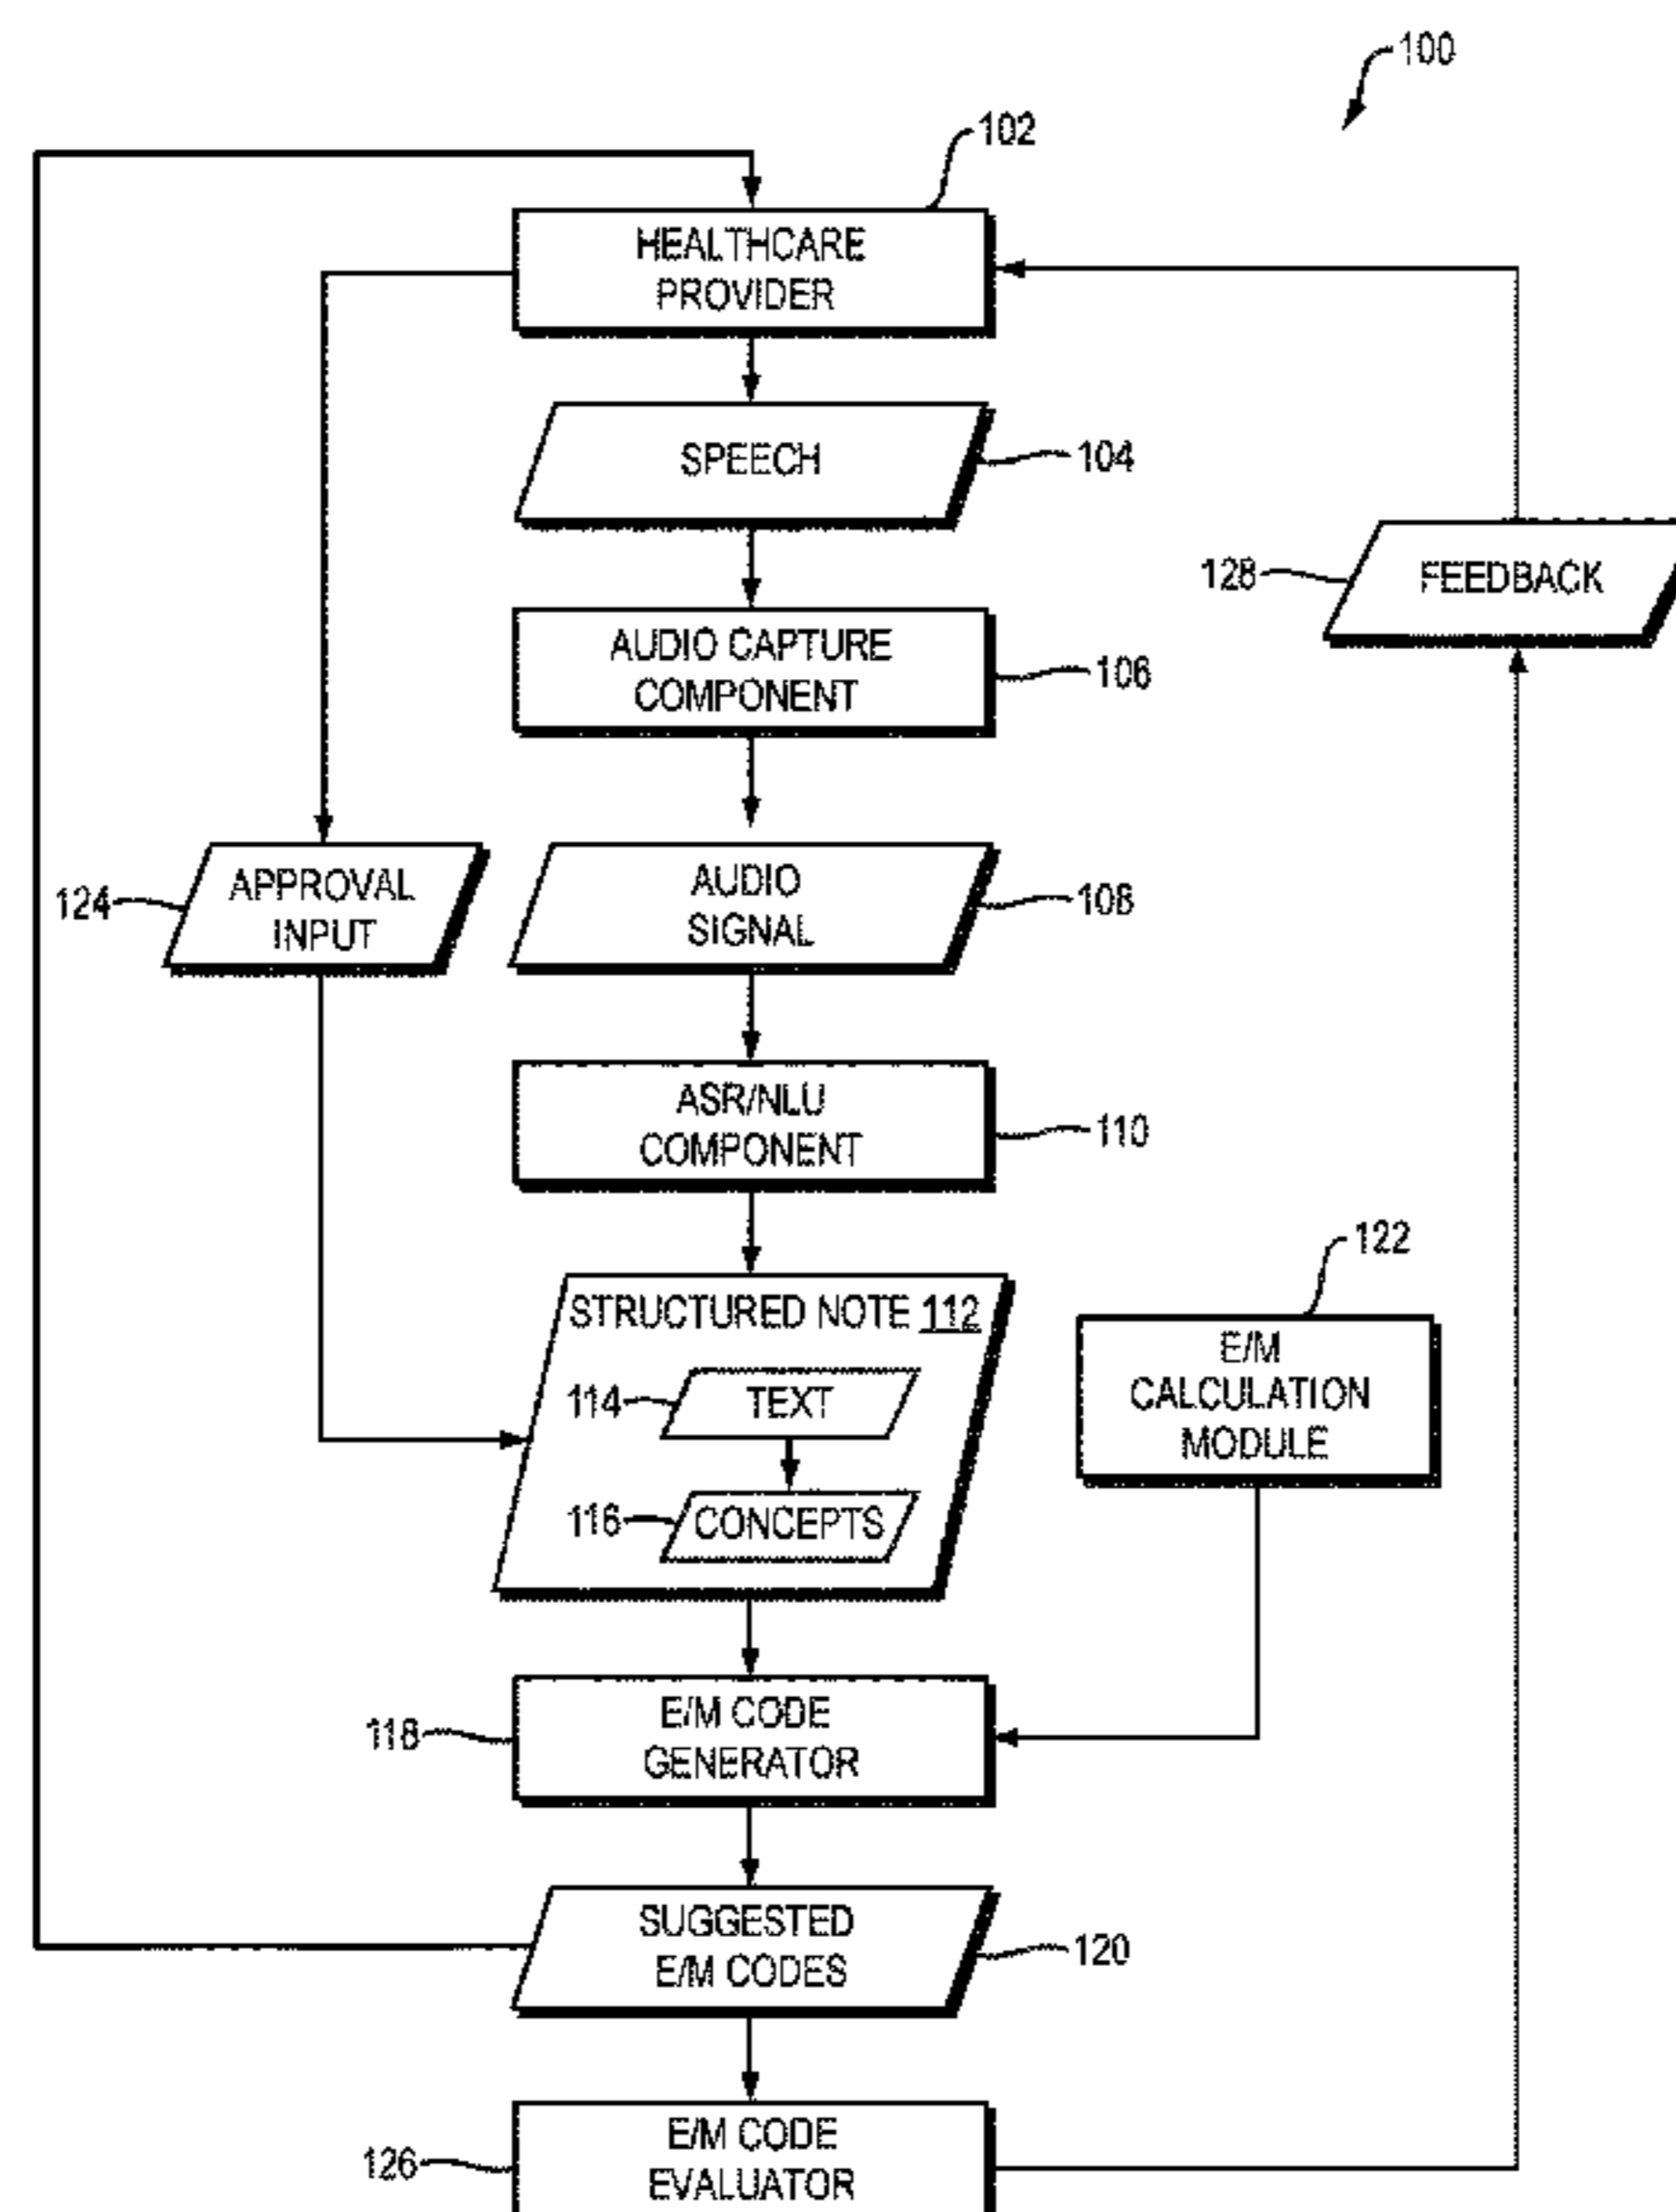 100
102
HEALTHCARE
PROVIDER
SPEECH
104
128
FEEDBACK
AUDIO CAPTURE
COMPONENT
106
124
APPROVAL
INPUT
AUDIO
SIGNAL
108
ASR/NLU
COMPONENT
110
122
STRUCTURED NOTE 112
E/M
CALCULATION
MODULE
114
TEXT
116
CONCEPTS
118
E/M CODE
GENERATOR
SUGGESTED
E/M CODES
120
126
E/M CODE
EVALUATOR